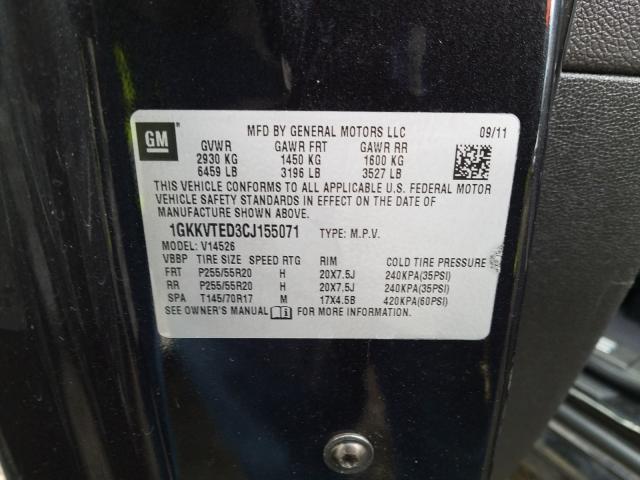 GM
MFD BY GENERAL MOTORS LLC 09/11
GVWR GAWR FRT GAWR RR
2930 KG 1450 KG 1600 KG
6459 LB 3196 LB 3527 LB
THIS VEHICLE CONFORMS TO ALL APPLICABLE U.S. FEDERAL MOTOR
VEHICLE SAFETY STANDARDS IN EFFECT ON THE DATE OF
MANUFACTURE SHOWN ABOVE.
1GKKVTED3CJ155071 TYPE: M.P.V.
MODEL: V14526
VBBP TIRE SIZE SPEED RTG RIM COLD TIRE PRESSURE
FRT P255/55R20 H 20X7.5J 240KPA(35PSI)
RR P255/55R20 H 20X7.5J 240KPA(35PSI)
SPA T145/70R17 M 17X4.5B 420KPA(60PSI)
SEE OWNER'S MANUAL i FOR MORE INFORMATION.